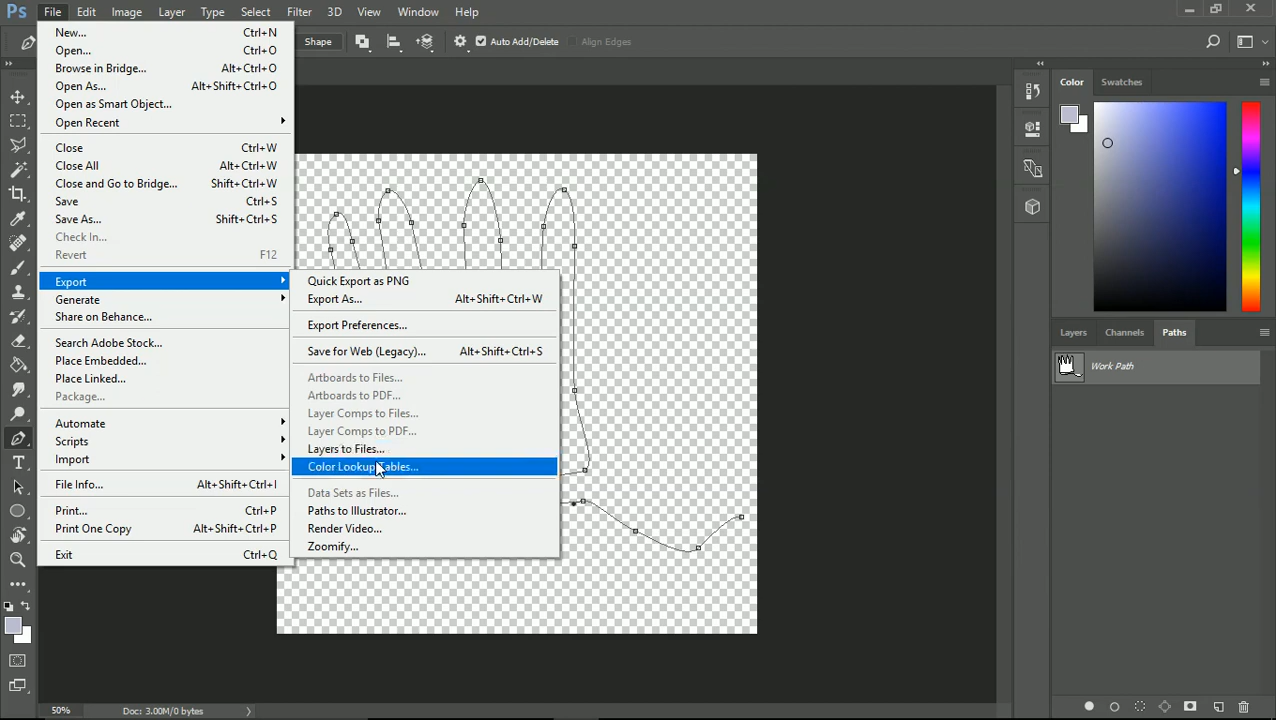 Ps File Edit Image Layer Type Select Filter 3D View Window Help
Shape Auto Add/Delete Align Edges
New... Ctrl+N
Open... Ctrl+O
Browse in Bridge... Alt+Ctrl+O
Open As... Alt+Shift+Ctrl+O
Open as Smart Object...
Open Recent
Close Ctrl+W
Close All Alt+Ctrl+W
Close and Go to Bridge... Shift+Ctrl+W
Save Ctrl+S
Save As... Shift+Ctrl+S
Check In...
Revert F12
Export
Generate
Share on Behance...
Search Adobe Stock...
Place Embedded...
Place Linked...
Package...
Automate
Scripts
Import
File Info... Alt+Shift+Ctrl+I
Print... Ctrl+P
Print One Copy Alt+Shift+Ctrl+P
Exit Ctrl+Q
Quick Export as PNG
Export As... Alt+Shift+Ctrl+W
Export Preferences...
Save for Web (Legacy)... Alt+Shift+Ctrl+S
Artboards to Files...
Artboards to PDF...
Layer Comps to Files...
Layer Comps to PDF...
Layers to Files...
Color Lookup Tables...
Data Sets as Files...
Paths to Illustrator...
Render Video...
Zoomify...
Color Swatches
Layers Channels Paths
Work Path
50% Doc: 3.00M/0 bytes